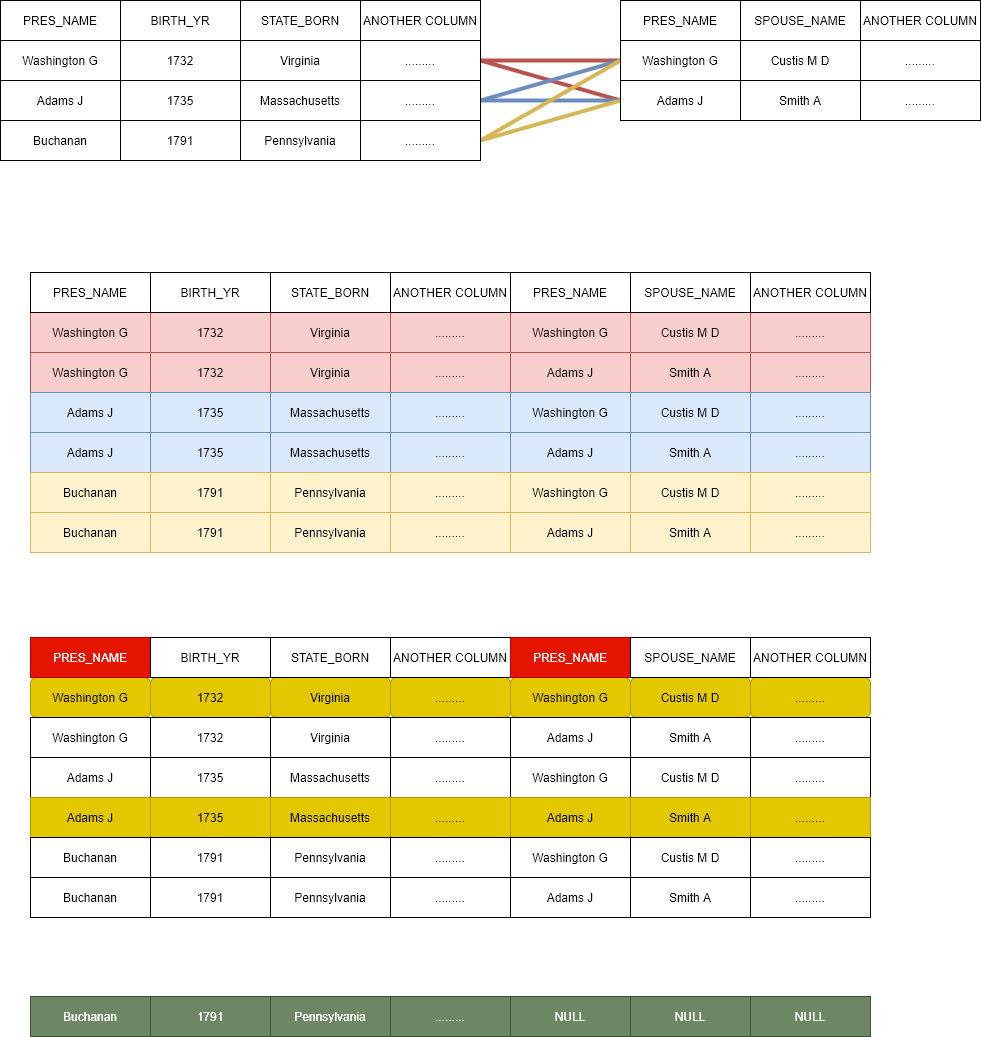 PRES_NAME BIRTH_YR STATE_BORN ANOTHER COLUMN PRES_NAME SPOUSE_NAME ANOTHER COLUMN
Washington G 1732 Virginia ......... Washington G Custis M D .........
Adams J 1735 Massachusetts ......... Adams J Smith A .........
Buchanan 1791 Pennsylvania .........
PRES_NAME BIRTH_YR STATE_BORN ANOTHER COLUMN PRES_NAME SPOUSE_NAME ANOTHER COLUMN
Washington G 1732 Virginia ......... Washington G Custis M D .........
Washington G 1732 Virginia ......... Adams J Smith A .........
Adams J 1735 Massachusetts ......... Washington G Custis M D .........
Adams J 1735 Massachusetts ......... Adams J Smith A .........
Buchanan 1791 Pennsylvania ......... Washington G Custis M D .........
Buchanan 1791 Pennsylvania ......... Adams J Smith A .........
PRES_NAME BIRTH_YR STATE_BORN ANOTHER COLUMN PRES_NAME SPOUSE_NAME ANOTHER COLUMN
Washington G 1732 Virginia ......... Washington G Custis M D .........
Washington G 1732 Virginia ......... Adams J Smith A .........
Adams J 1735 Massachusetts ......... Washington G Custis M D .........
Adams J 1735 Massachusetts ......... Adams J Smith A .........
Buchanan 1791 Pennsylvania ......... Washington G Custis M D .........
Buchanan 1791 Pennsylvania ......... Adams J Smith A .........
Buchanan 1791 Pennsylvania ......... NULL NULL NULL